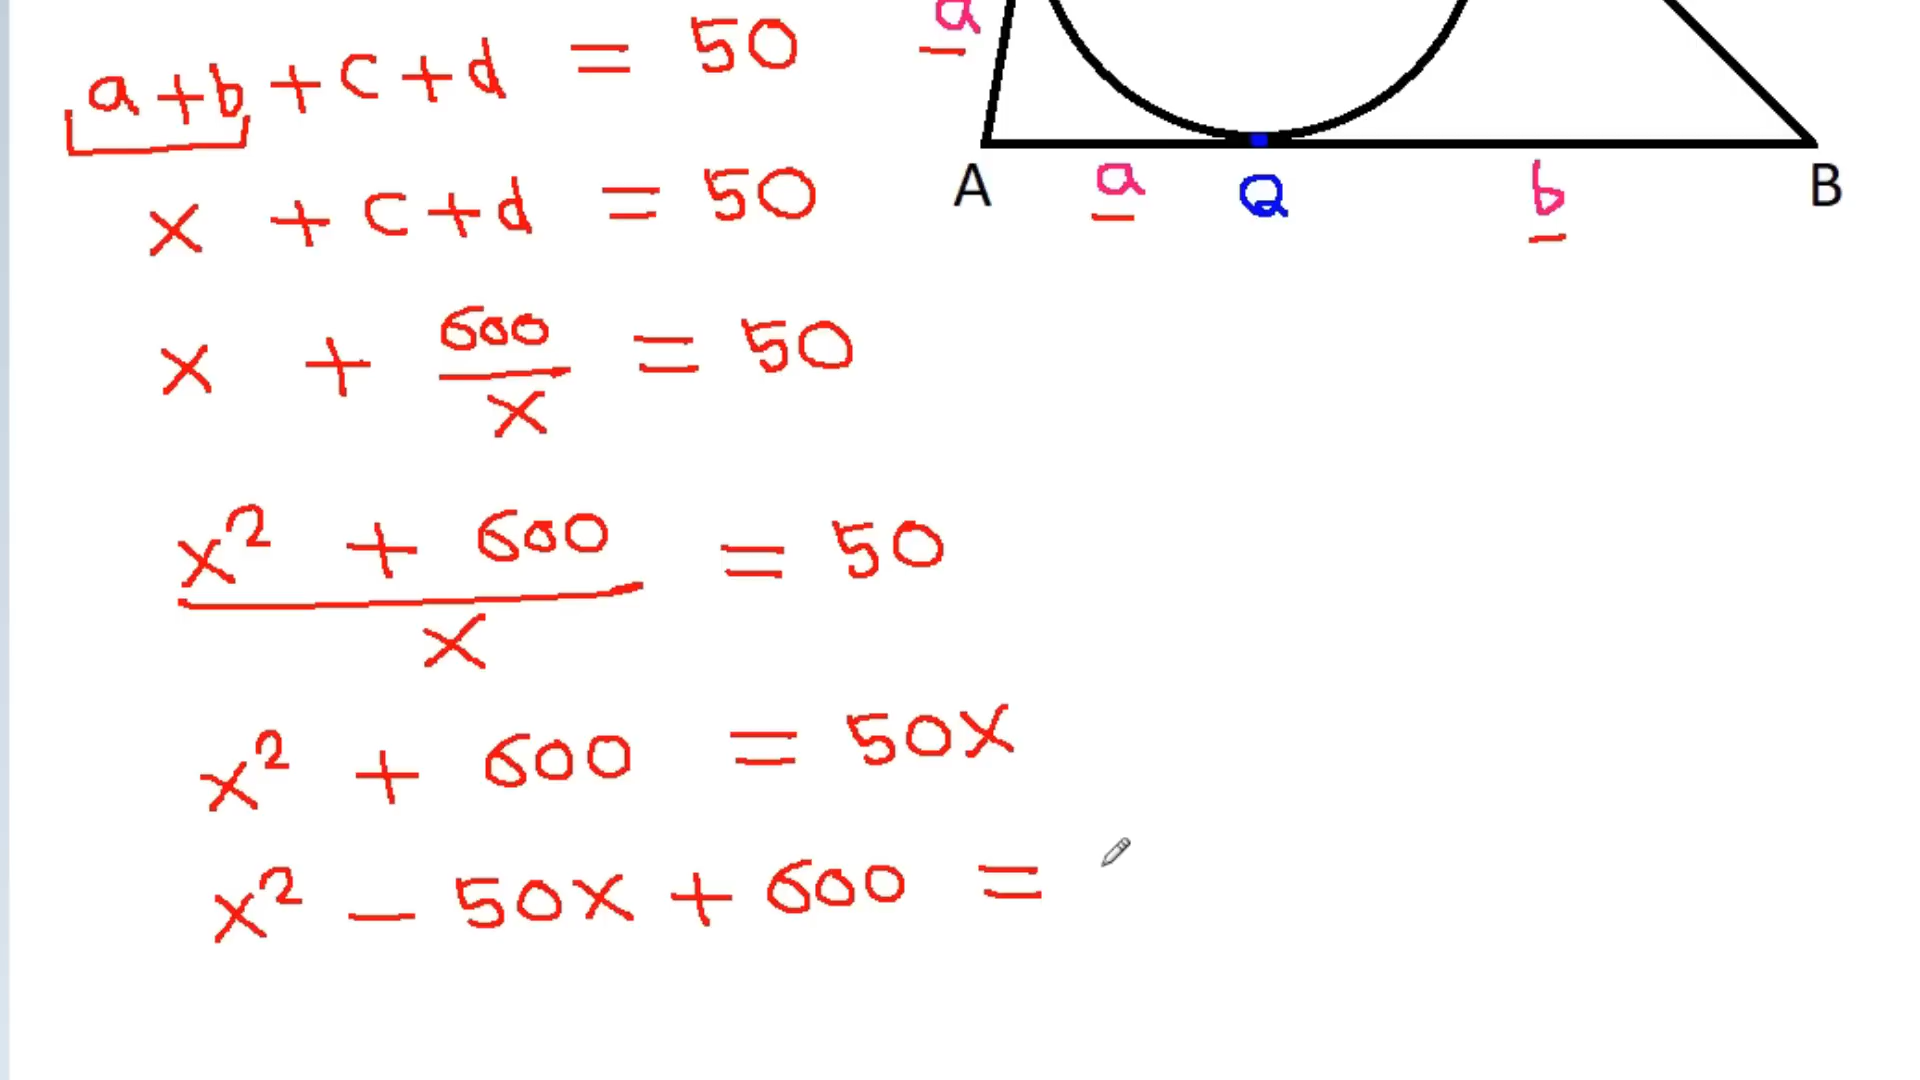 a + b + c + d = 50
x + c + d = 50
x + 600/x = 50
x² + 600 / x = 50
x² + 600 = 50x
x² - 50x + 600 =
a
A a Q b B